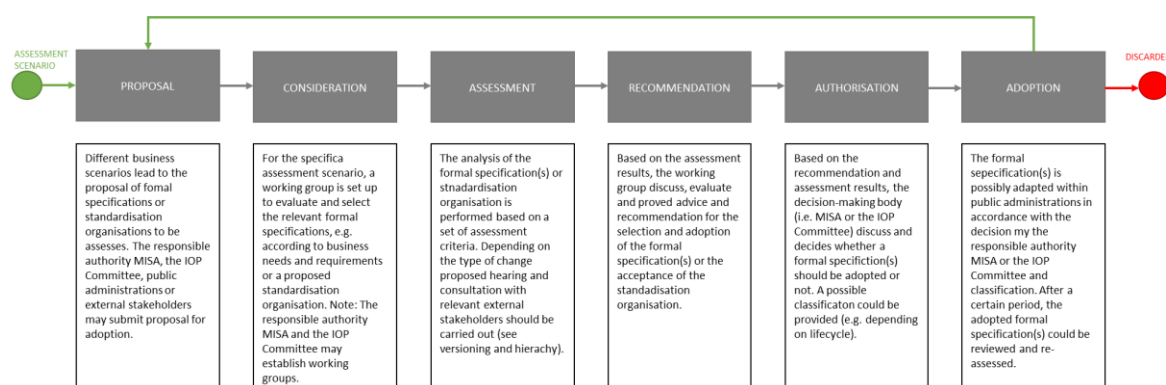 ASSESSMENT
SCENARIO
DISCARDE
PROPOSAL
CONSIDERATION
ASSESSMENT
RECOMMENDATION
AUTHORISATION
ADOPTION
Different business
scenarios lead to the
proposal of fomal
specifications or
standardisation
organisations to be
assesses. The responsible
authority MISA, the IOP
Committee, public
administrations or
external stakeholders
may submit proposal for
adoption.
For the specifica
assessment scenario, a
working group is set up
to evaluate and select
the relevant formal
specifications, e.g.
according to business
needs and requirements
or a proposed
standardisation
organisation. Note: The
responsible authority
MISA and the IOP
Committee may
establish working
groups.
The analysis of the
formal specification(s) or
stnadardisation
organisation is
performed based on a
set of assessment
criteria. Depending on
the type of change
proposed hearing and
consultation with
relevant external
stakeholders should be
carried out (see
versioning and hierachy).
Based on the assessment
results, the working
group discuss, evaluate
and proved advice and
recommendation for the
selection and adoption
of the formal
specification(s) or the
acceptance of the
standadisation
organisation.
Based on the
recommendation and
assessment results, the
decision-making body
(i.e. MISA or the IOP
Committee) discuss and
decides whether a
formal specifiction(s)
should be adopted or
not. A possible
classificaton could be
provided (e.g. depending
on lifecycle).
The formal
sepecification(s) is
possibly adapted within
public administrations in
accordance with the
decision my the
responsible authority
MISA or the IOP
Committee and
classification. After a
certain period, the
adopted formal
specification(s) could be
reviewed and re-
assessed.